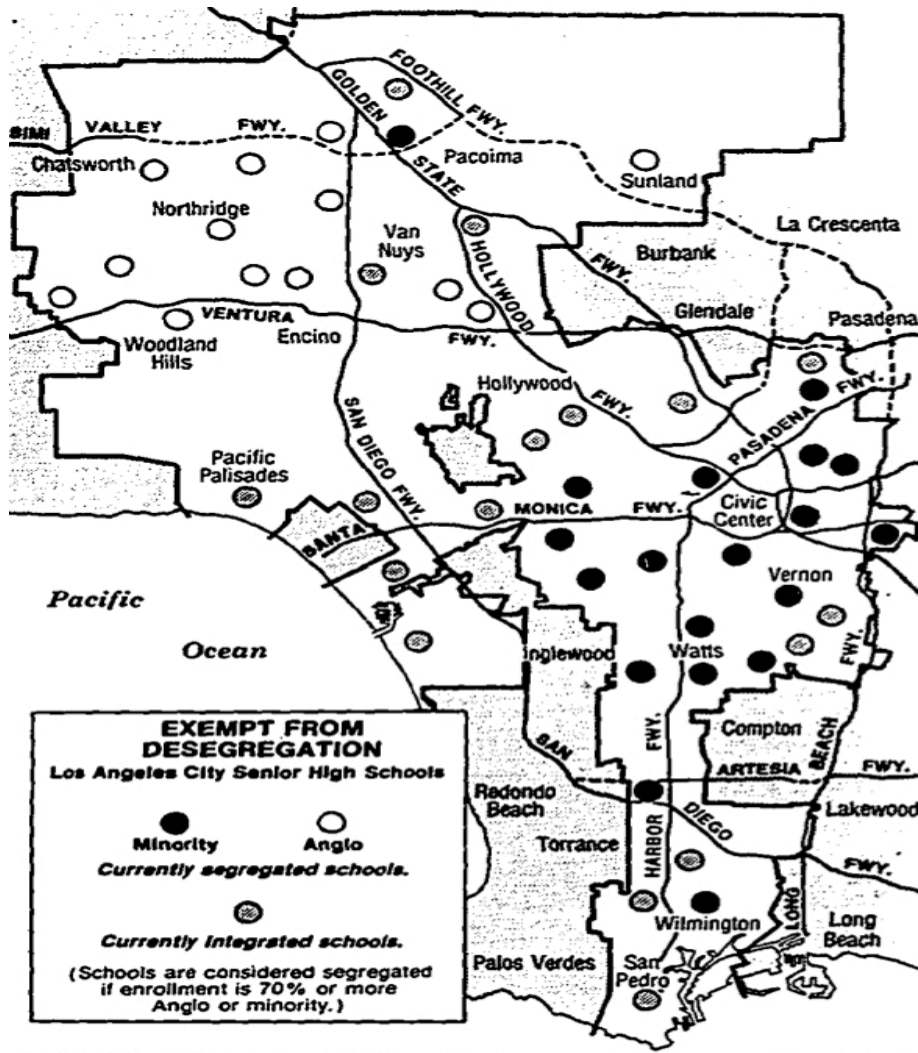 FOOTHILL FWY.
GOLDEN STATE FWY.
SIMI VALLEY FWY.
Chatsworth
Pacoima
Sunland
Northridge
La Crescenta
Van
Nuys
HOLLYWOOD FWY.
Burbank
Glendale
VENTURA FWY.
Encino
Pasadena
Woodland
Hills
Hollywood
PASADENA FWY.
SAN DIEGO FWY.
Pacific
Palisades
Civic
Center
SANTA MONICA FWY.
Vernon
Pacific
Ocean
Inglewood
Watts
Compton
LONG BEACH FWY.
SAN DIEGO FWY.
ARTESIA FWY.
HARBOR FWY.
Redondo
Beach
Lakewood
Torrance
Wilmington
Long
Beach
Palos Verdes
San
Pedro
EXEMPT FROM
DESEGREGATION
Los Angeles City Senior High Schools
Minority Anglo
Currently segregated schools.
Currently integrated schools.
(Schools are considered segregated
if enrollment is 70% or more
Anglo or minority.)